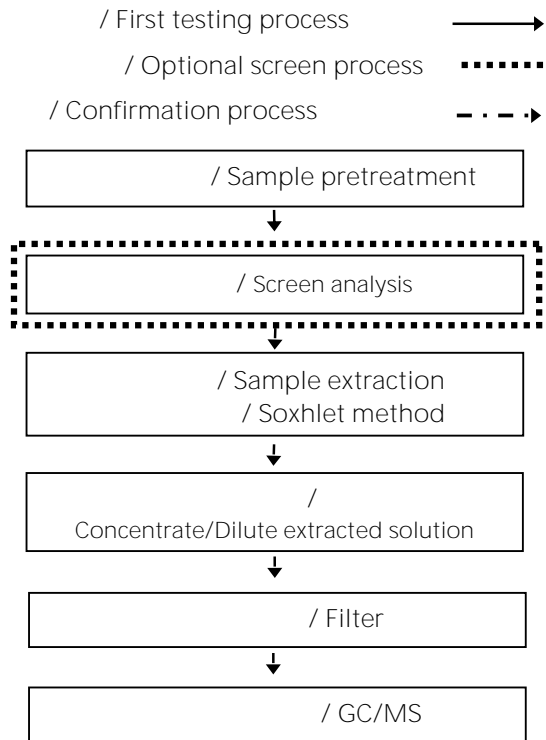 / First testing process
/ Optional screen process
/ Confirmation process
/ Sample pretreatment
/ Screen analysis
/ Sample extraction
/ Soxhlet method
/
Concentrate/Dilute extracted solution
/ Filter
/ GC/MS